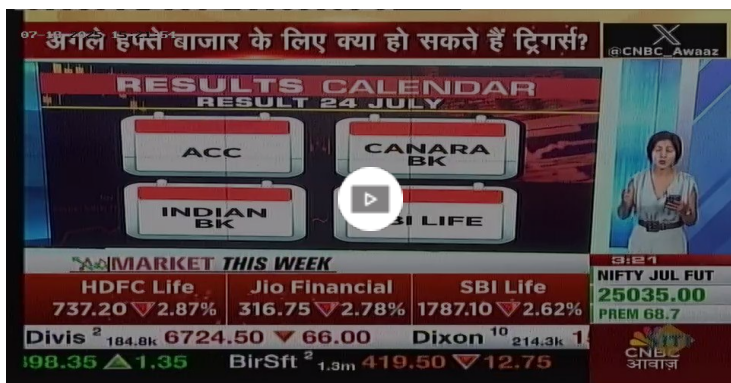 अगले हफ्ते बाजार के लिए क्या हो सकते हैं ट्रिगर्स?
@CNBC_Awaaz
RESULTS CALENDAR
RESULT 24 JULY
ACC
CANARA BK
INDIAN BK
BI LIFE
MARKET THIS WEEK
3:21
HDFC Life
737.20 ▼ 2.87%
Jio Financial
316.75 ▼ 2.78%
SBI Life
1787.10 ▼ 2.62%
NIFTY JUL FUT
25035.00
PREM 68.7
Divis 2 184.8k 6724.50 ▼ 66.00 Dixon 10 214.3k
98.35 ▲ 1.35 BirSft 2 1.3m 419.50 ▼ 12.75
CNBC
आवाज़